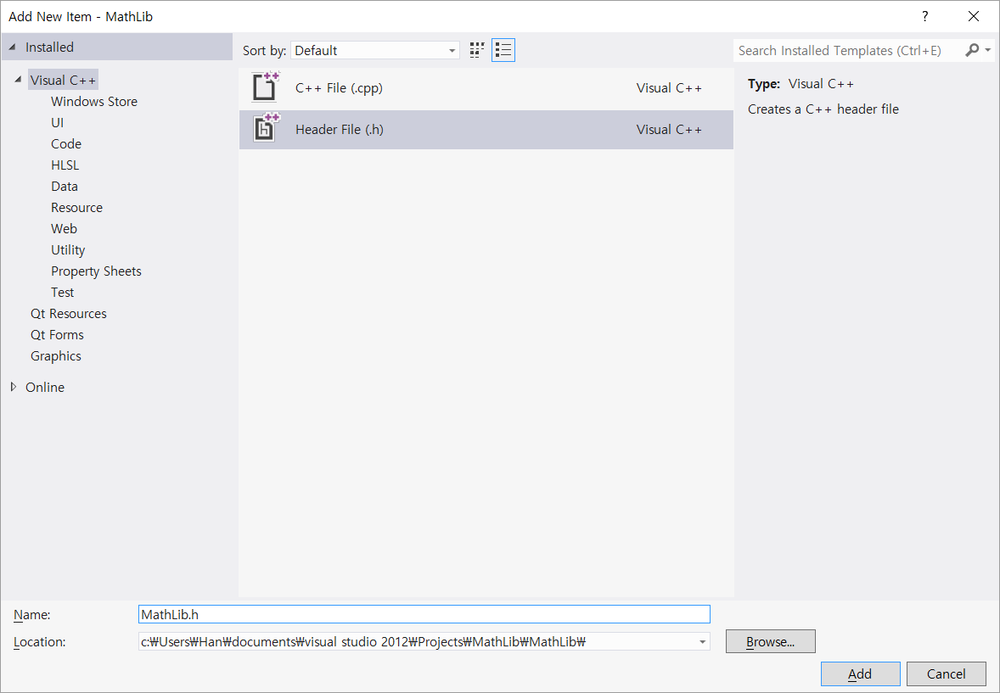 Add New Item - MathLib
?
Installed
Sort by: Default
Search Installed Templates (Ctrl+E)
Visual C++
Windows Store
UI
Code
HLSL
Data
Resource
Web
Utility
Property Sheets
Test
Qt Resources
Qt Forms
Graphics
Online
C++ File (.cpp) Visual C++
Header File (.h) Visual C++
Type: Visual C++
Creates a C++ header file
Name: MathLib.h
Location: c:₩Users₩Han₩documents₩visual studio 2012₩Projects₩MathLib₩MathLib₩
Browse...
Add Cancel